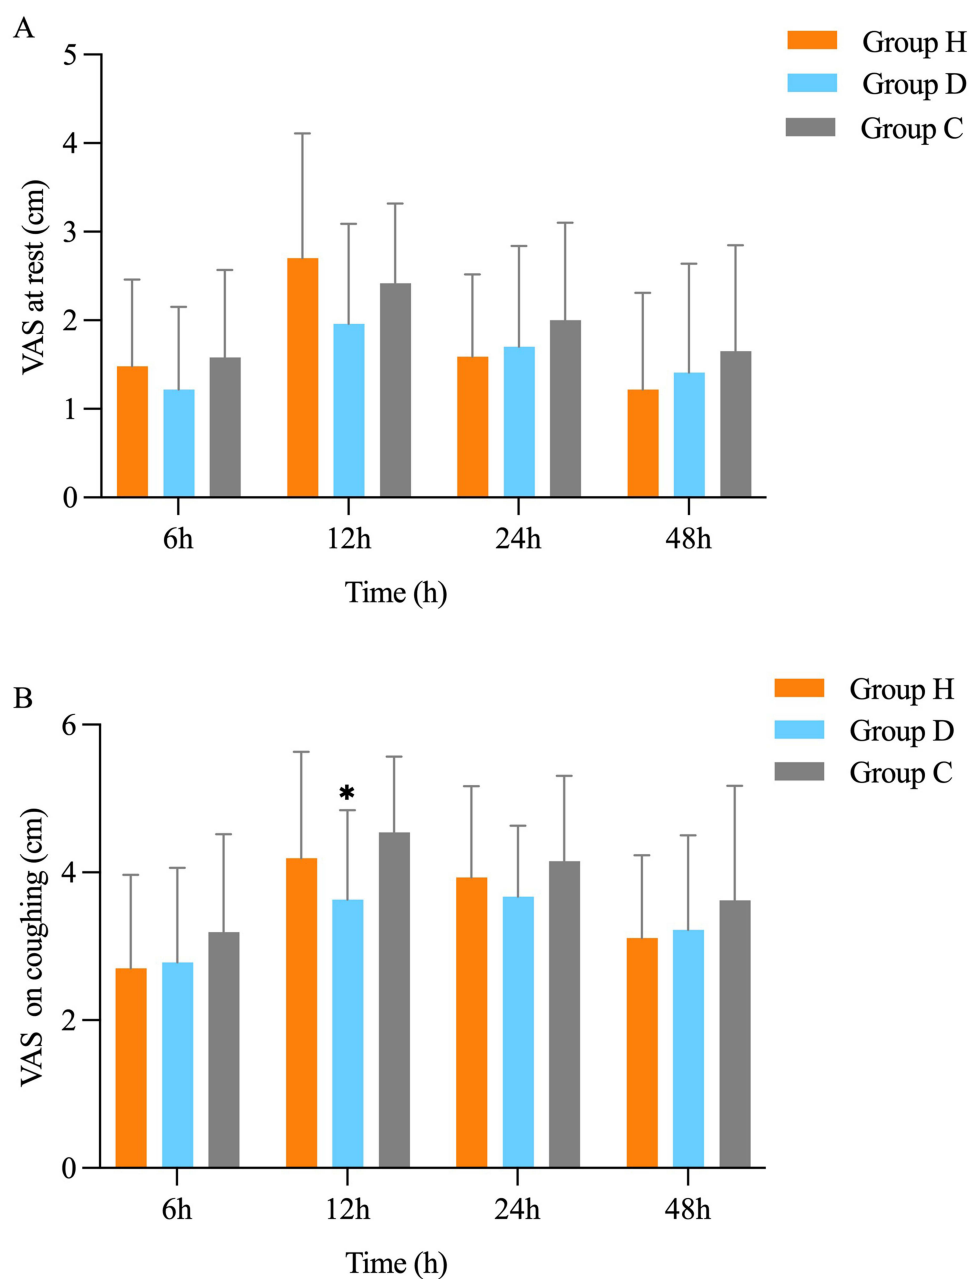 A
Group H
Group D
Group C
5
4
3
2
1
0
VAS at rest (cm)
6h 12h 24h 48h
Time (h)
B
Group H
Group D
Group C
6
4
2
0
VAS on coughing (cm)
*
6h 12h 24h 48h
Time (h)